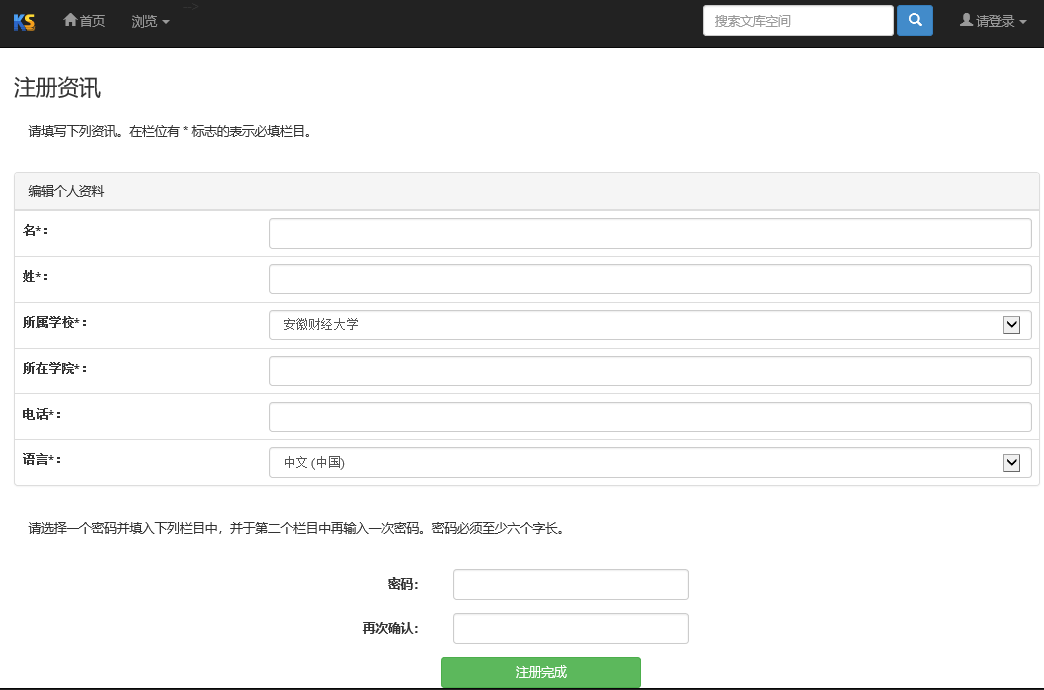 -->
KS 首页 浏览 搜索文库空间 请登录
注册资讯
请填写下列资讯。在栏位有 * 标志的表示必填栏目。
编辑个人资料
名*：
姓*：
所属学校*： 安徽财经大学
所在学院*：
电话*：
语言*： 中文 (中国)
请选择一个密码并填入下列栏目中，并于第二个栏目中再输入一次密码。密码必须至少六个字长。
密码：
再次确认：
注册完成